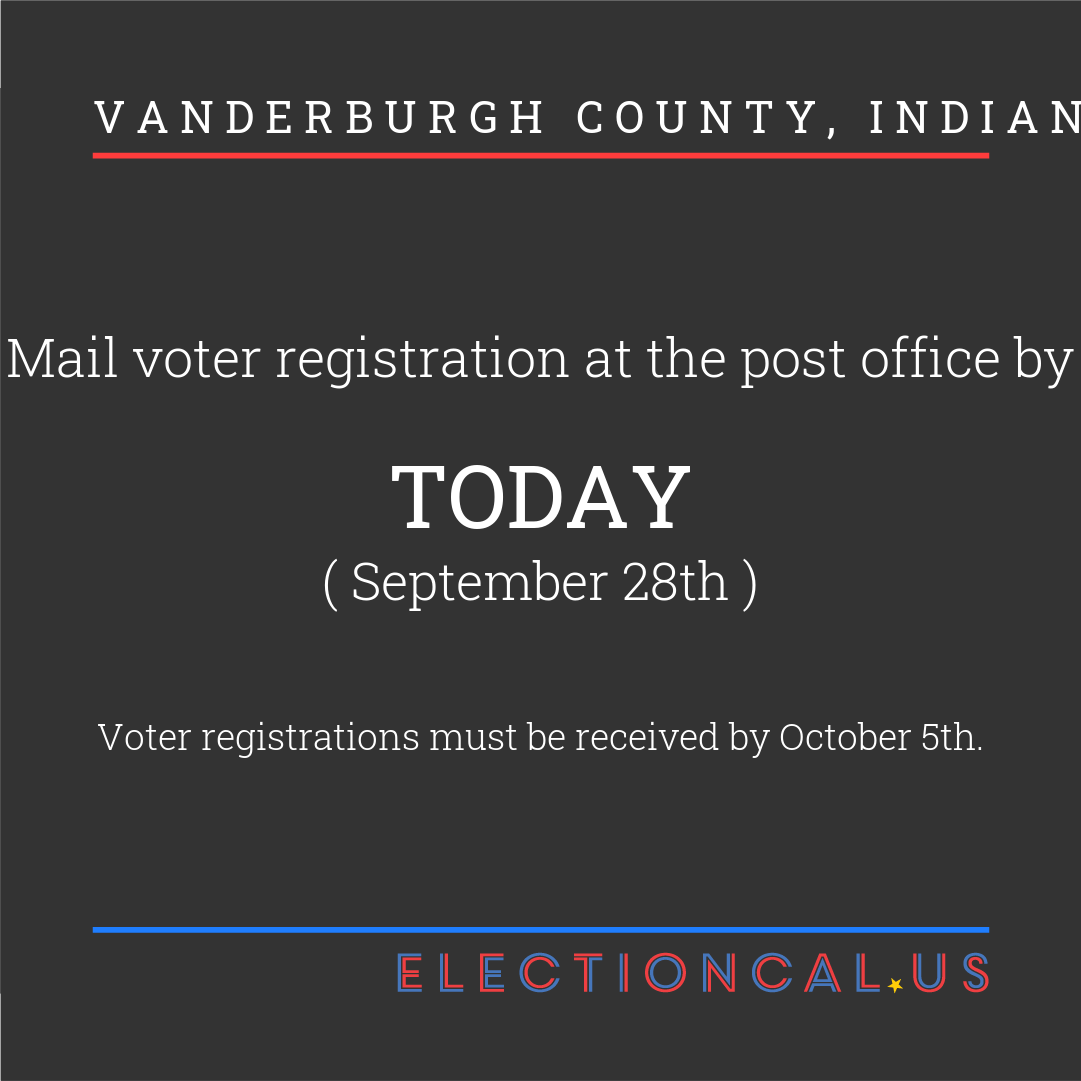 VANDERBURGH COUNTY, INDIAN
Mail voter registration at the post office by
TODAY
( September 28th )
Voter registrations must be received by October 5th.
ELECTIONCAL.US